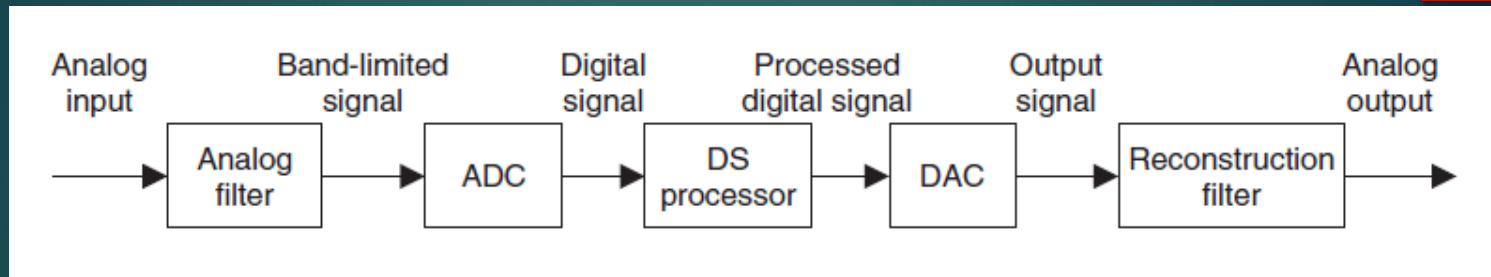 Analog
input
Band-limited
signal
Digital
signal
Processed
digital signal
Output
signal
Analog
output
Analog
filter
ADC
DS
processor
DAC
Reconstruction
filter